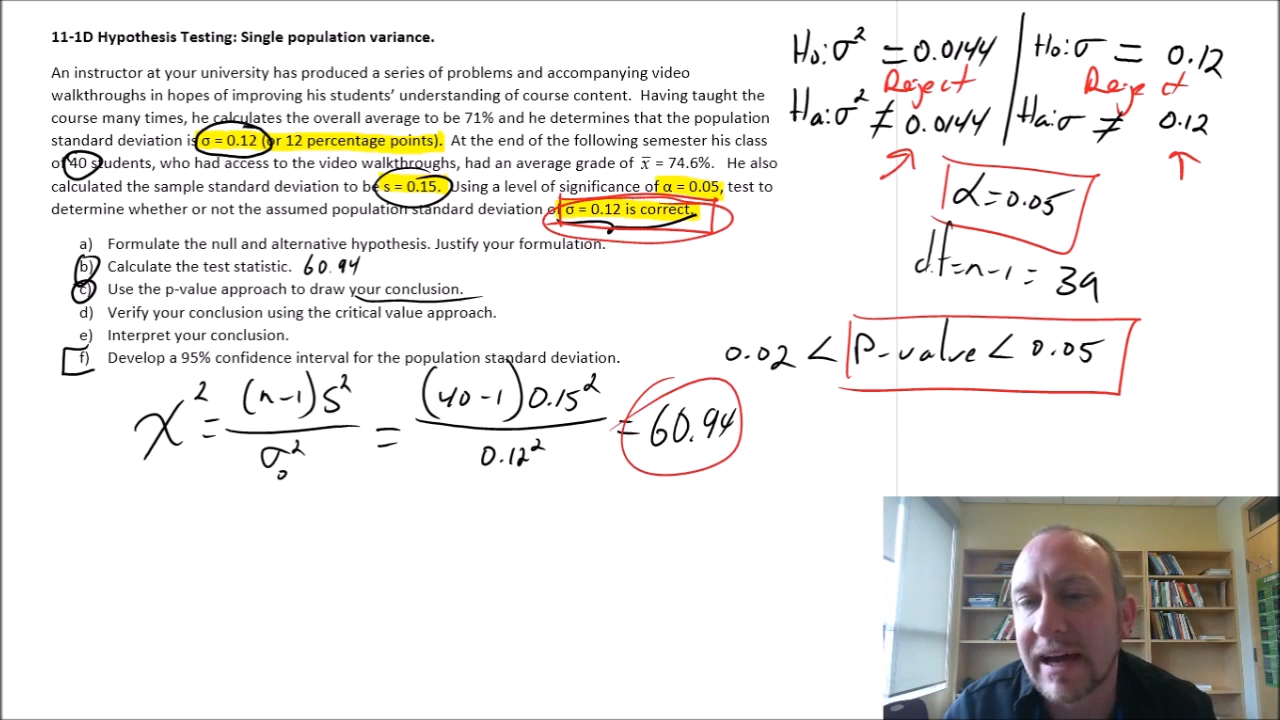 11-1D Hypothesis Testing: Single population variance.
An instructor at your university has produced a series of problems and accompanying video
walkthroughs in hopes of improving his students' understanding of course content. Having taught the
course many times, he calculates the overall average to be 71% and he determines that the population
standard deviation is σ = 0.12 (or 12 percentage points). At the end of the following semester his class
of 40 students, who had access to the video walkthroughs, had an average grade of x̄ = 74.6%. He also
calculated the sample standard deviation to be s = 0.15. Using a level of significance of α = 0.05, test to
determine whether or not the assumed population standard deviation of σ = 0.12 is correct.
a) Formulate the null and alternative hypothesis. Justify your formulation.
b) Calculate the test statistic. 60.94
c) Use the p-value approach to draw your conclusion.
d) Verify your conclusion using the critical value approach.
e) Interpret your conclusion.
f) Develop a 95% confidence interval for the population standard deviation.
χ² = (n-1)S² / σ₀² = (40-1)0.15² / 0.12² = 60.94
H₀: σ² = 0.0144
Reject
Ha: σ² ≠ 0.0144
H₀: σ = 0.12
Reject
Ha: σ ≠ 0.12
α = 0.05
df = n-1 = 39
0.02 < P-value < 0.05